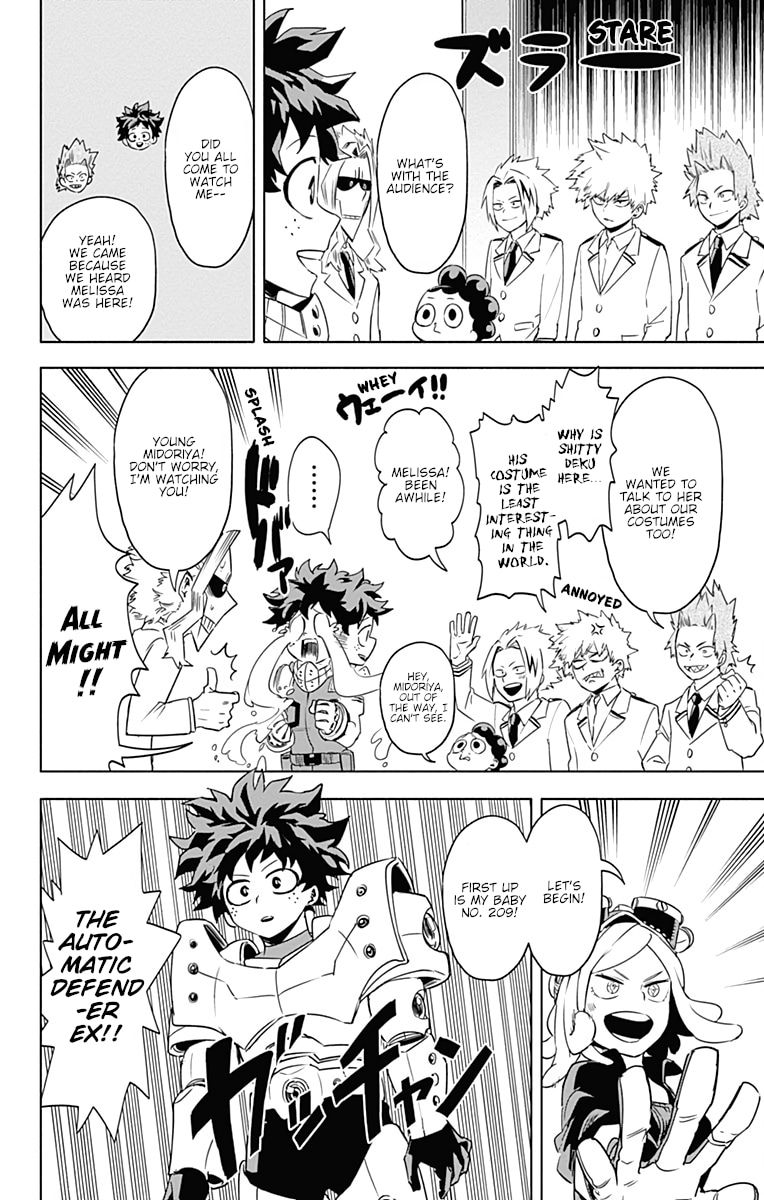 STARE
ズラーー
WHAT'S
WITH THE
AUDIENCE?
DID
YOU ALL
COME TO
WATCH
ME--
YEAH!
WE CAME
BECAUSE
WE HEARD
MELISSA
WAS HERE!
WE
WANTED TO
TALK TO HER
ABOUT OUR
COSTUMES
TOO!
WHY IS
SHITTY
DEKU
HERE...
HIS
COSTUME
IS THE
LEAST
INTEREST-
ING THING
IN THE
WORLD.
ANNOYED
WHEY
ウェーイ!!
MELISSA!
BEEN
AWHILE!
HEY,
MIDORIYA,
OUT OF
THE WAY, I
CAN'T SEE.
......
SPLASH
ドバァ
YOUNG
MIDORIYA!
DON'T WORRY,
I'M WATCHING
YOU!
ALL
MIGHT
!!
LET'S
BEGIN!
FIRST UP
IS MY BABY
NO. 209!
THE
AUTO-
MATIC
DEFEND
-ER
EX!!
ガッチャン